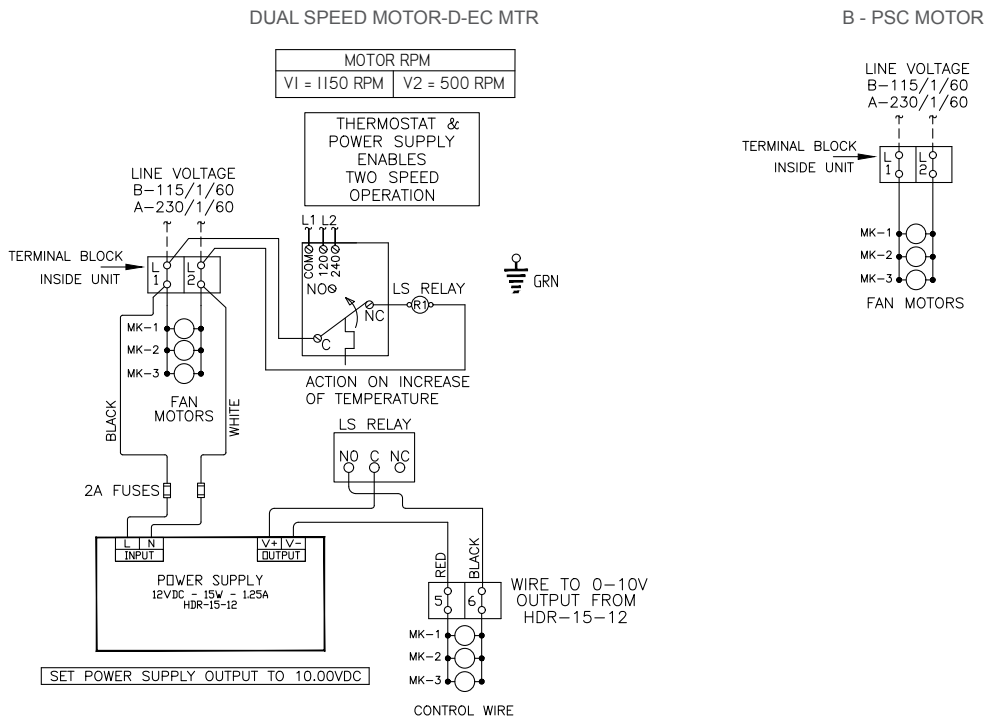 DUAL SPEED MOTOR-D-EC MTR
B - PSC MOTOR
MOTOR RPM
V1 = 1150 RPM
V2 = 500 RPM
THERMOSTAT &
POWER SUPPLY
ENABLES
TWO SPEED
OPERATION
LINE VOLTAGE
B-115/1/60
A-230/1/60
TERMINAL BLOCK
INSIDE UNIT
L
1
L
2
MK-1
MK-2
MK-3
FAN
MOTORS
BLACK
WHITE
L1 L2
COM
120
240
NO
NC
C
LS RELAY
R1
ACTION ON INCREASE
OF TEMPERATURE
GRN
LS RELAY
NO C NC
2A FUSES
L N
INPUT
V+ V-
OUTPUT
POWER SUPPLY
12VDC - 15W - 1.25A
HDR-15-12
SET POWER SUPPLY OUTPUT TO 10.00VDC
RED
BLACK
5
6
WIRE TO 0-10V
OUTPUT FROM
HDR-15-12
MK-1
MK-2
MK-3
CONTROL WIRE
LINE VOLTAGE
B-115/1/60
A-230/1/60
TERMINAL BLOCK
INSIDE UNIT
L
1
L
2
MK-1
MK-2
MK-3
FAN MOTORS